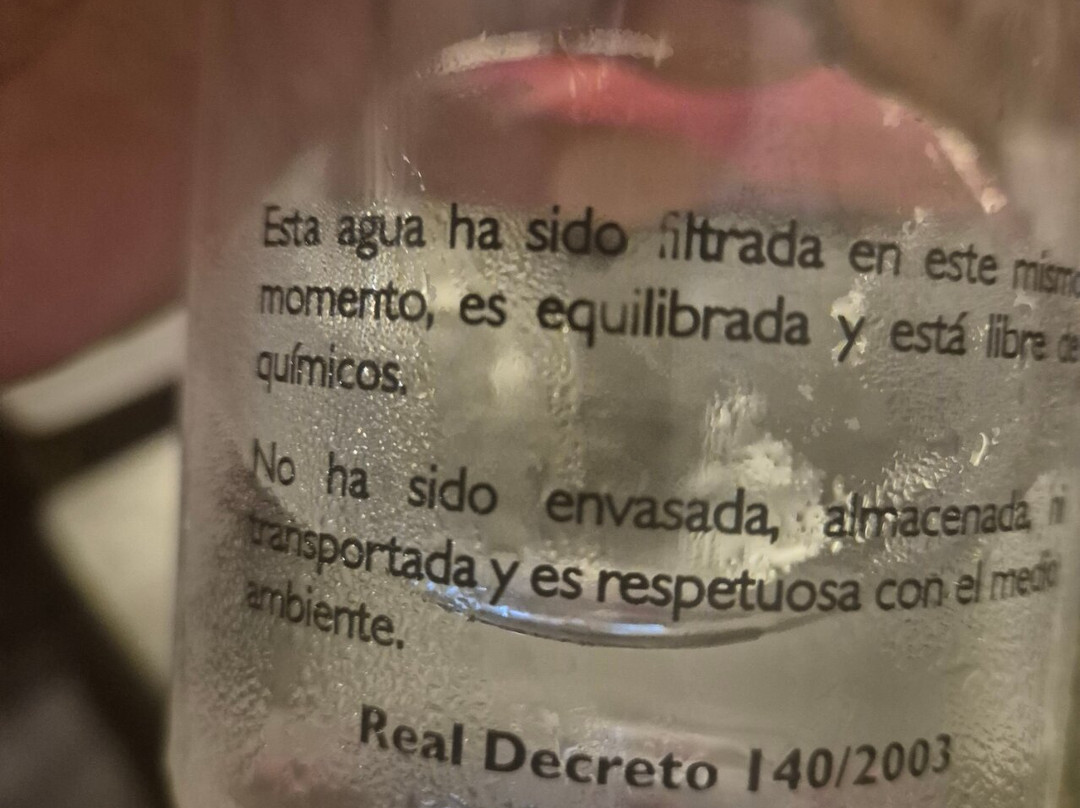 Esta agua ha sido filtrada en este mismo
momento, es equilibrada y está libre de
químicos.
No ha sido envasada, almacenada ni
transportada y es respetuosa con el medio
ambiente.
Real Decreto 140/2003